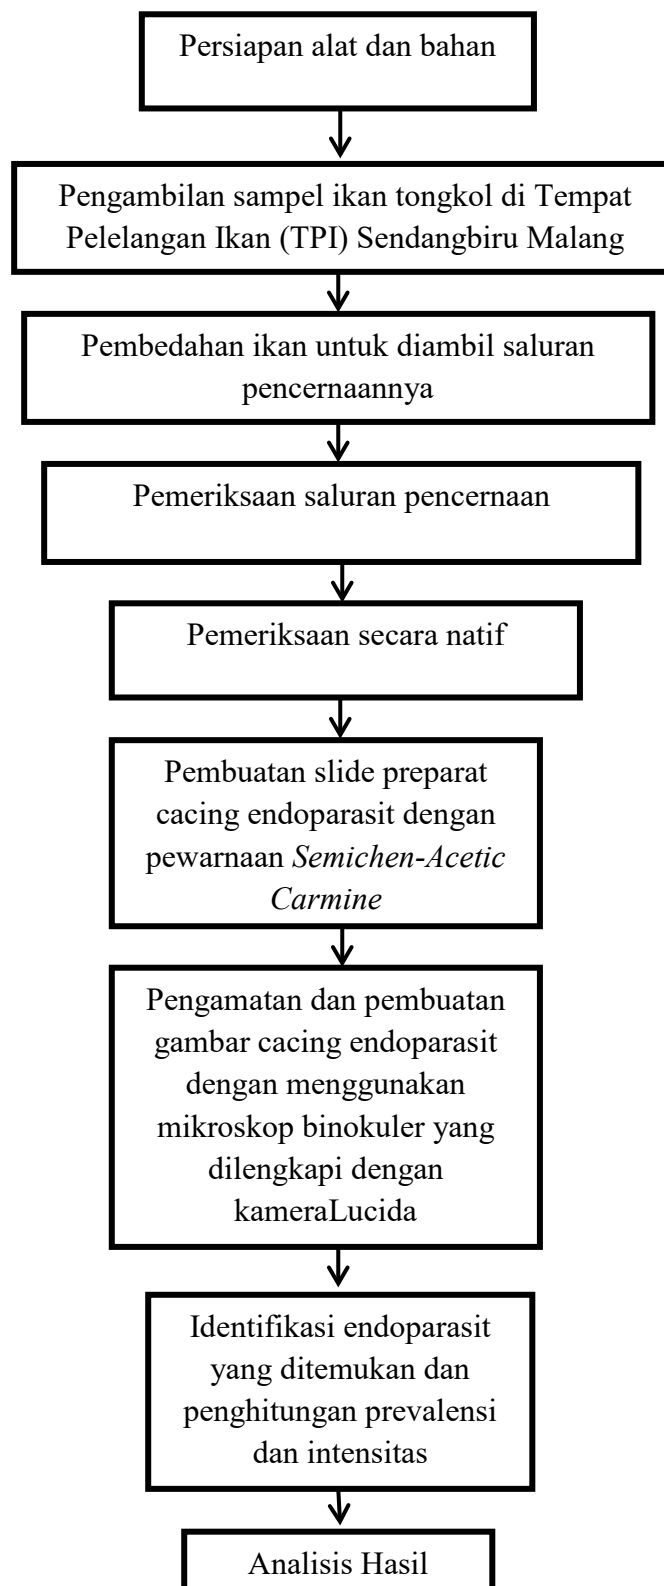 Persiapan alat dan bahan
Pengambilan sampel ikan tongkol di Tempat
Pelelangan Ikan (TPI) Sendangbiru Malang
Pembedahan ikan untuk diambil saluran
pencernaannya
Pemeriksaan saluran pencernaan
Pemeriksaan secara natif
Pembuatan slide preparat
cacing endoparasit dengan
pewarnaan Semichen-Acetic
Carmine
Pengamatan dan pembuatan
gambar cacing endoparasit
dengan menggunakan
mikroskop binokuler yang
dilengkapi dengan
kameraLucida
Identifikasi endoparasit
yang ditemukan dan
penghitungan prevalensi
dan intensitas
Analisis Hasil